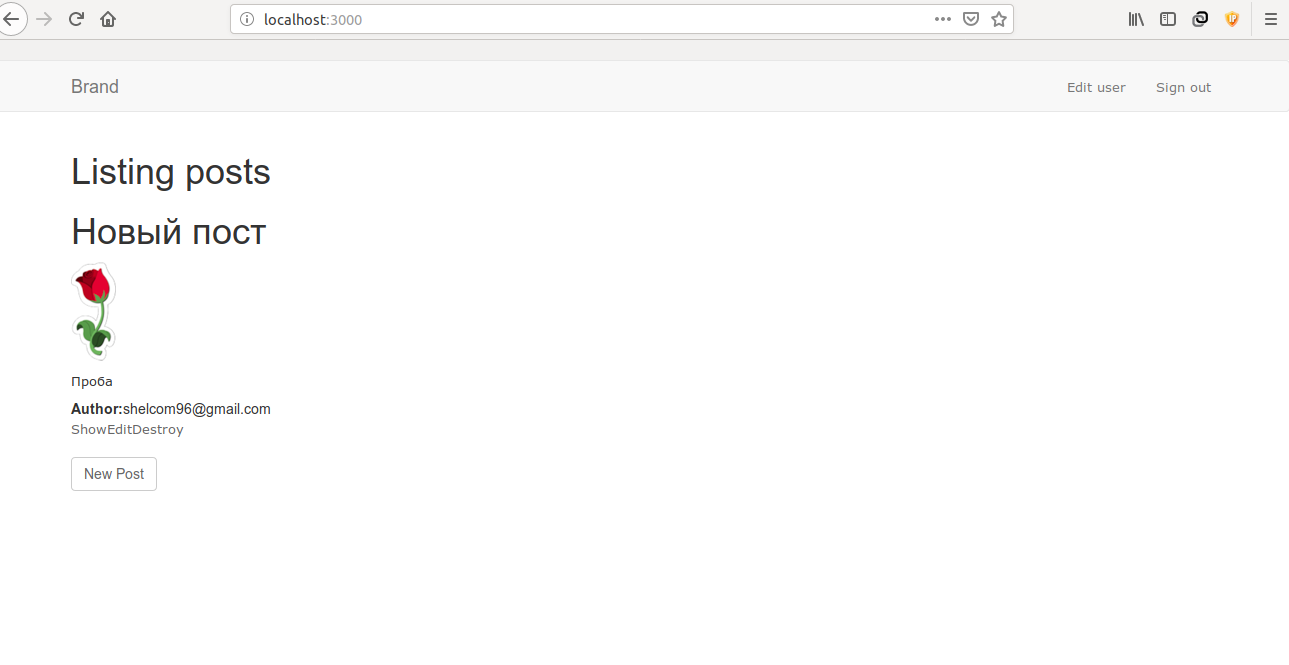 localhost:3000
Brand Edit user Sign out
Listing posts
Новый пост
Проба
Author:shelcom96@gmail.com
ShowEditDestroy
New Post